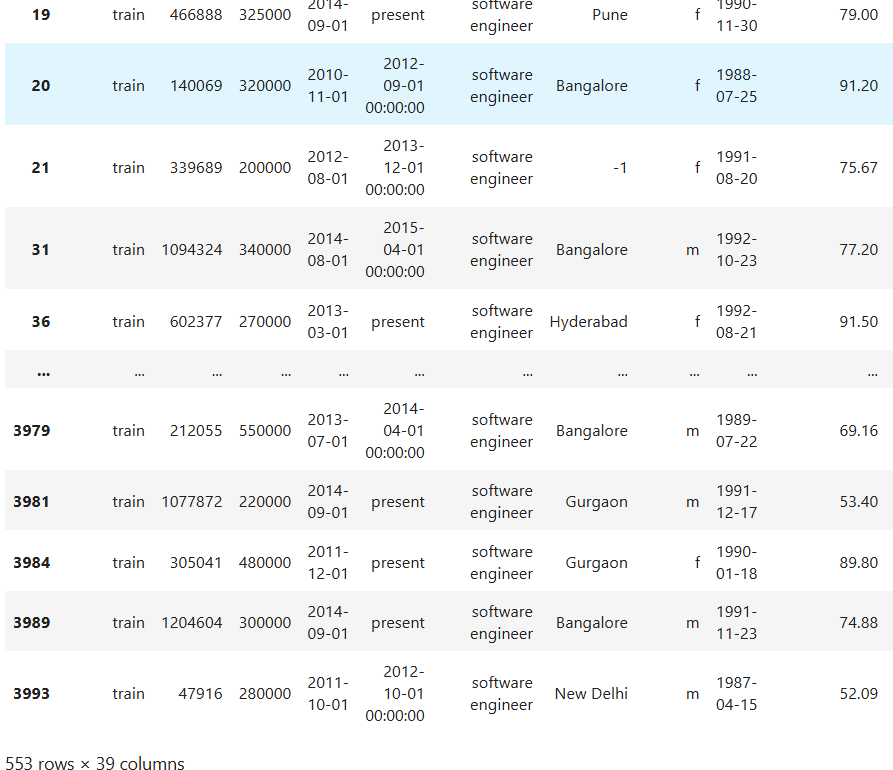 19 train 466888 325000 2014-09-01 present software engineer Pune f 1990-11-30 79.00
20 train 140069 320000 2010-11-01 2012-09-01 00:00:00 software engineer Bangalore f 1988-07-25 91.20
21 train 339689 200000 2012-08-01 2013-12-01 00:00:00 software engineer -1 f 1991-08-20 75.67
31 train 1094324 340000 2014-08-01 2015-04-01 00:00:00 software engineer Bangalore m 1992-10-23 77.20
36 train 602377 270000 2013-03-01 present software engineer Hyderabad f 1992-08-21 91.50
... ... ... ... ... ... ... ... ... ... ...
3979 train 212055 550000 2013-07-01 2014-04-01 00:00:00 software engineer Bangalore m 1989-07-22 69.16
3981 train 1077872 220000 2014-09-01 present software engineer Gurgaon m 1991-12-17 53.40
3984 train 305041 480000 2011-12-01 present software engineer Gurgaon f 1990-01-18 89.80
3989 train 1204604 300000 2014-09-01 present software engineer Bangalore m 1991-11-23 74.88
3993 train 47916 280000 2011-10-01 2012-10-01 00:00:00 software engineer New Delhi m 1987-04-15 52.09
553 rows × 39 columns